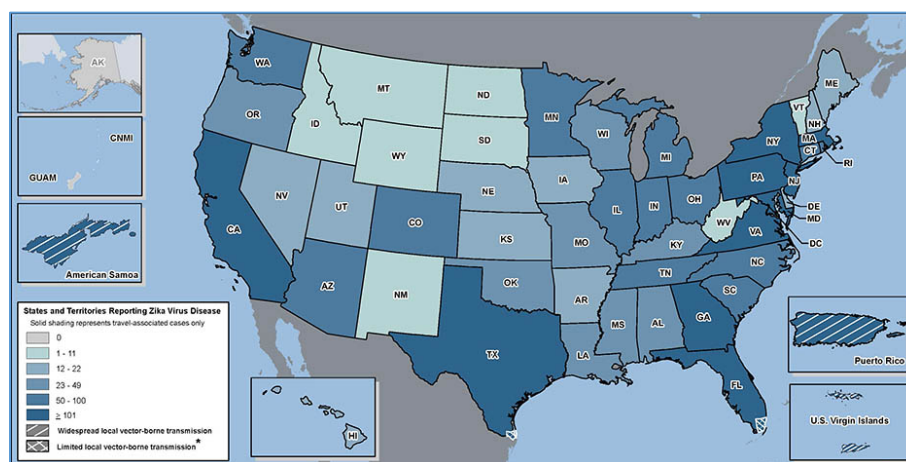 AK
CNMI
GUAM
American Samoa
WA
OR
ID
MT
ND
SD
WY
NV
UT
CA
AZ
CO
NM
NE
KS
OK
TX
MN
IA
MO
AR
LA
WI
IL
IN
MI
OH
KY
TN
MS
AL
GA
FL
SC
NC
VA
WV
PA
NY
VT
NH
ME
MA
CT
RI
NJ
DE
MD
DC
HI
Puerto Rico
U.S. Virgin Islands
States and Territories Reporting Zika Virus Disease
Solid shading represents travel-associated cases only
0
1 - 11
12 - 22
23 - 49
50 - 100
≥ 101
Widespread local vector-borne transmission
Limited local vector-borne transmission*